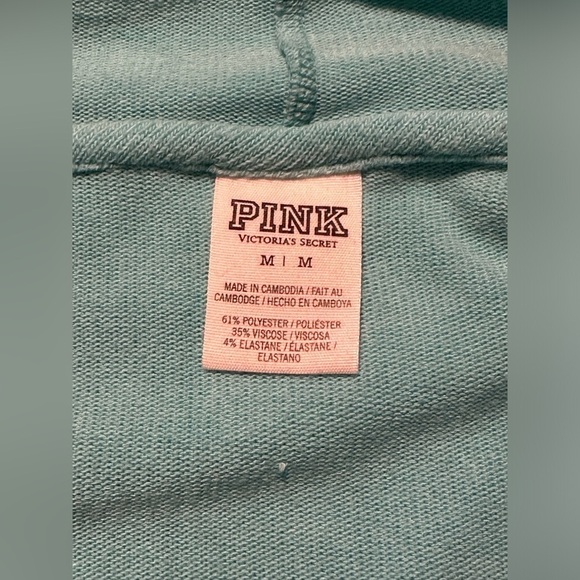 PINK
VICTORIA'S SECRET
M | M
MADE IN CAMBODIA / FAIT AU
CAMBODGE / HECHO EN CAMBOYA
61% POLYESTER / POLIÉSTER
35% VISCOSE / VISCOSA
4% ELASTANE / ÉLASTANE /
ELASTANO